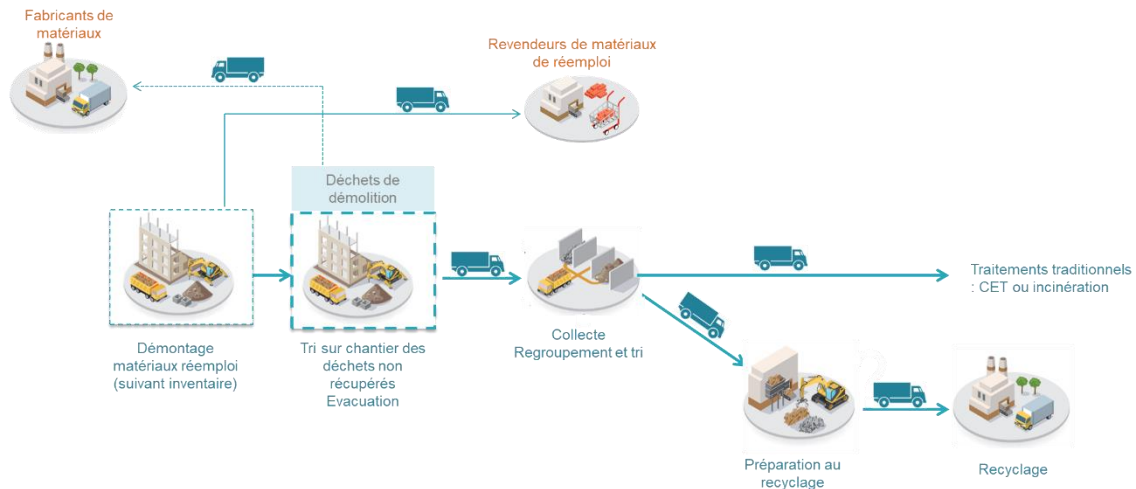 Fabricants de
matériaux
Revendeurs de matériaux
de réemploi
Déchets de
démolition
Démontage
matériaux réemploi
(suivant inventaire)
Tri sur chantier des
déchets non
récupérés
Evacuation
Collecte
Regroupement et tri
Traitements traditionnels
: CET ou incinération
Préparation au
recyclage
Recyclage